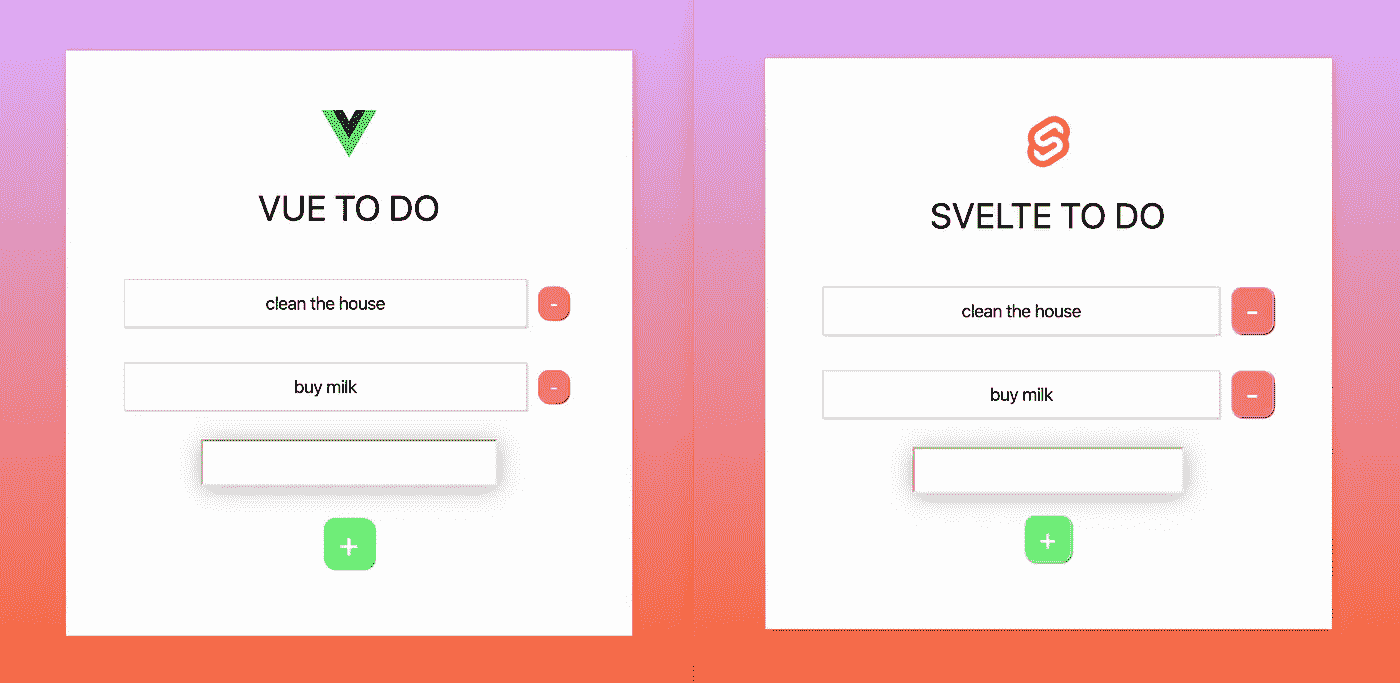 VUE TO DO
clean the house
-
buy milk
-
+
SVELTE TO DO
clean the house
-
buy milk
-
+